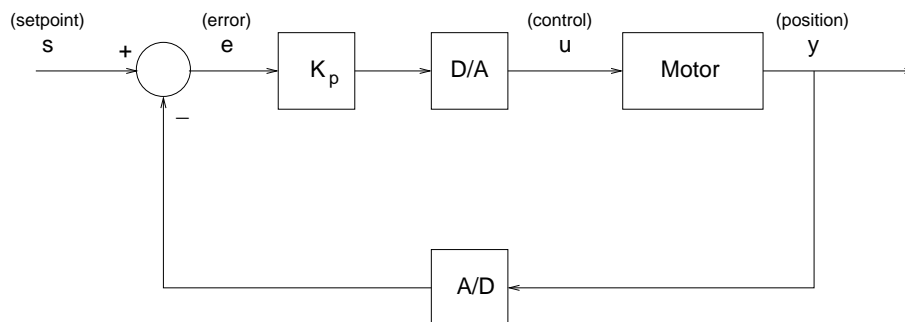 (setpoint) (error) (control) (position)
s e u y
+
K p D/A Motor
–
A/D